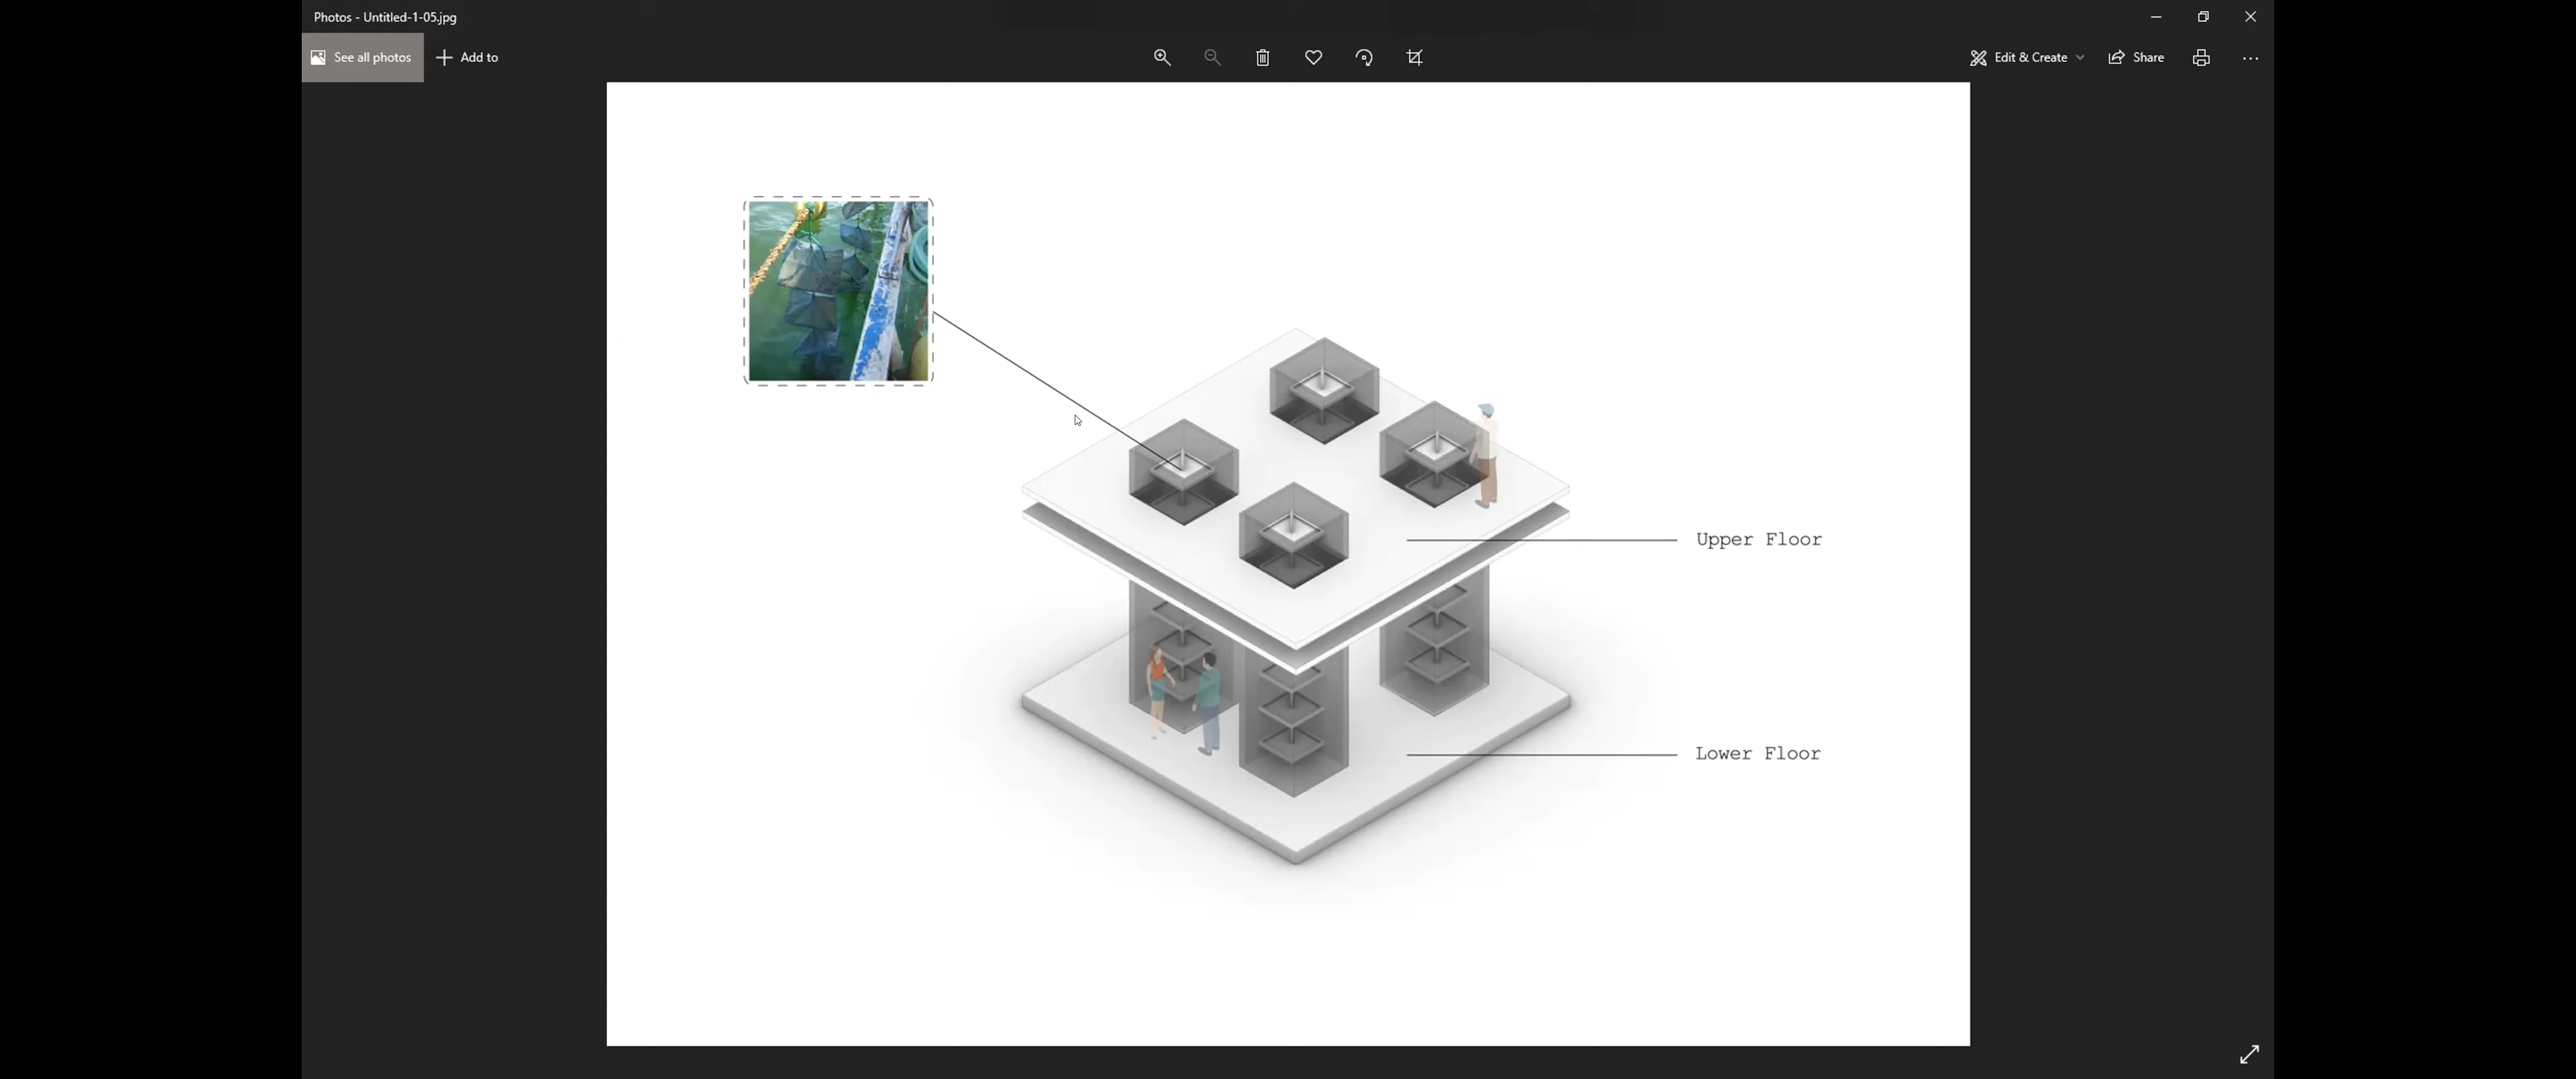 Photos - Untitled-1-05.jpg
See all photos
Add to
Edit & Create
Share
Upper Floor
Lower Floor